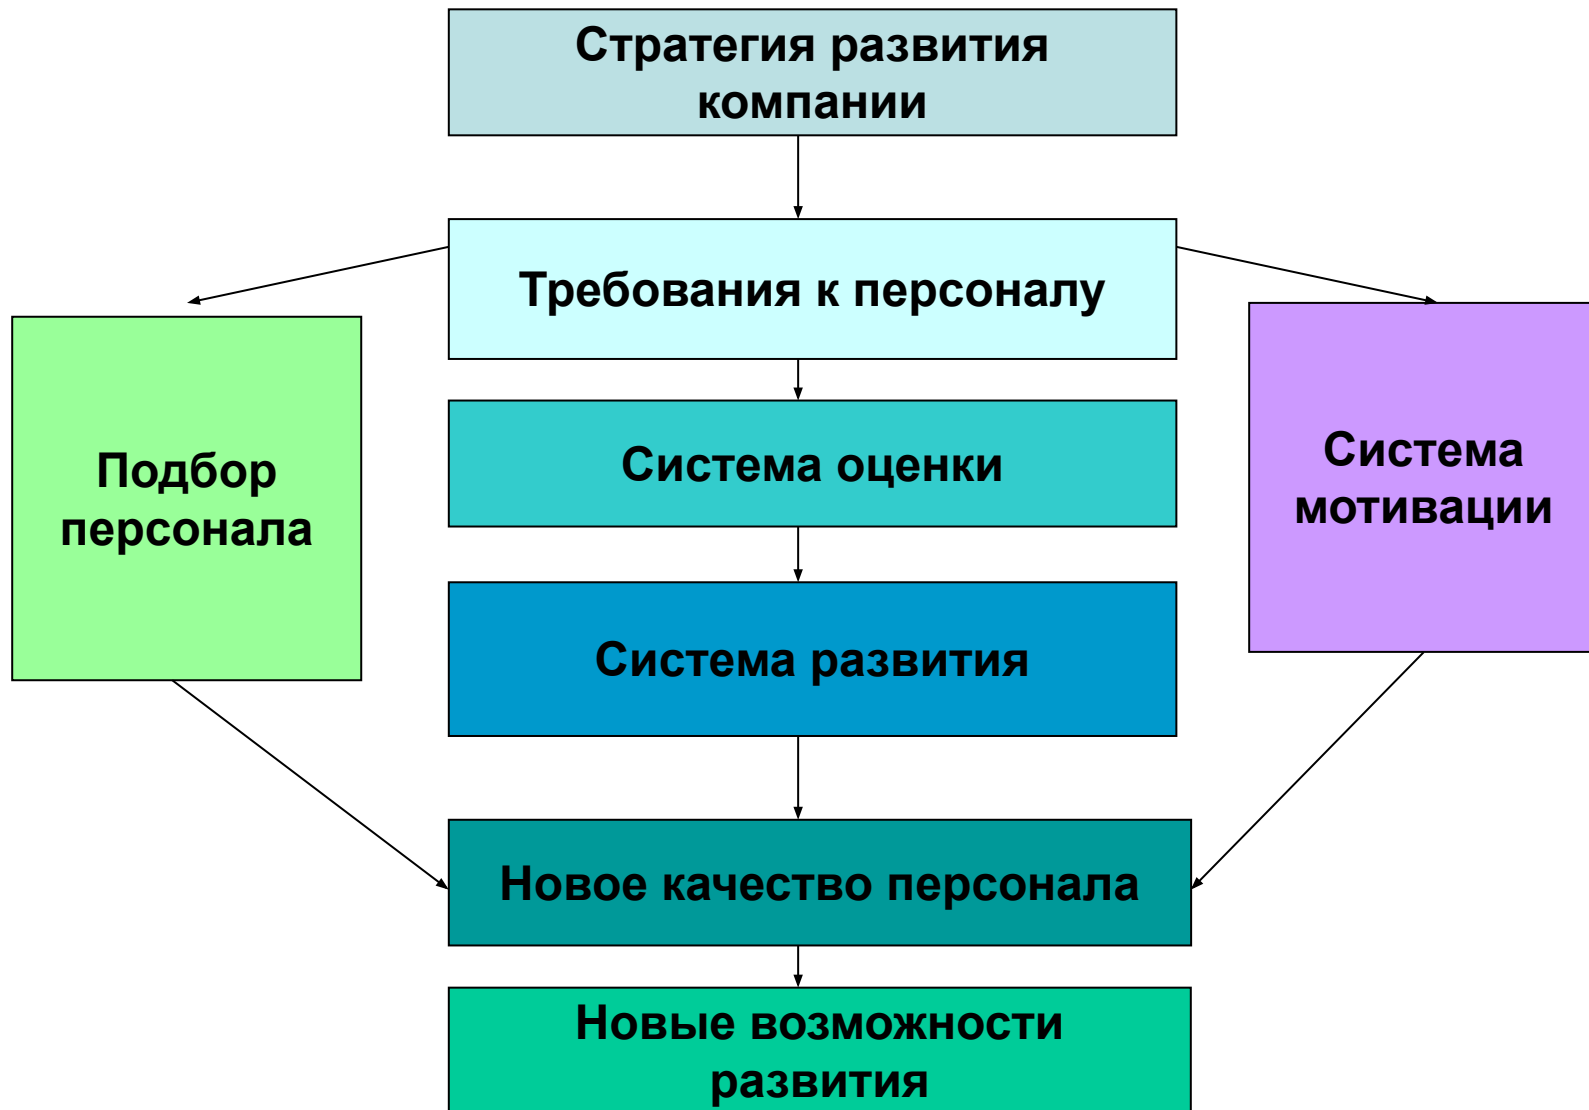 Стратегия развития
компании
Требования к персоналу
Подбор
персонала
Система оценки
Система
мотивации
Система развития
Новое качество персонала
Новые возможности
развития